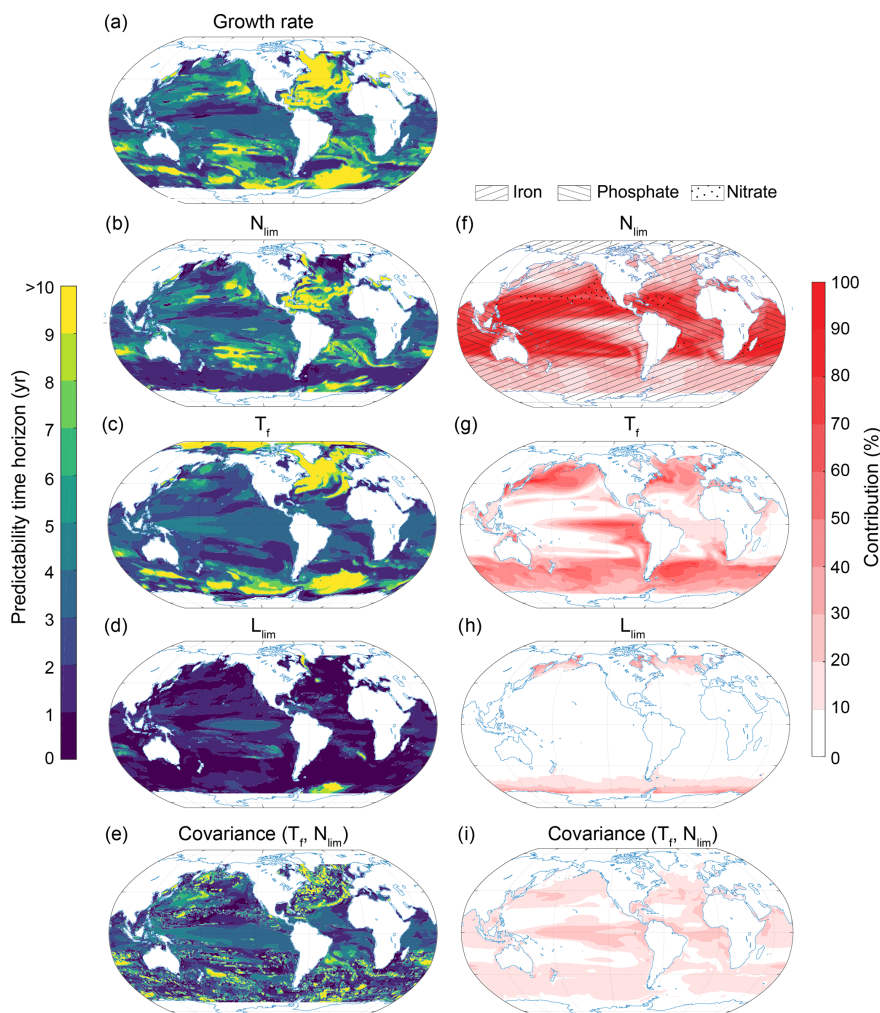 (a) Growth rate
Iron Phosphate Nitrate
(b) N_lim
(f) N_lim
Predictability time horizon (yr)
>10
9
8
7
6
5
4
3
2
1
0
(c) T_f
(g) T_f
Contribution (%)
100
90
80
70
60
50
40
30
20
10
0
(d) L_lim
(h) L_lim
(e) Covariance (T_f, N_lim)
(i) Covariance (T_f, N_lim)